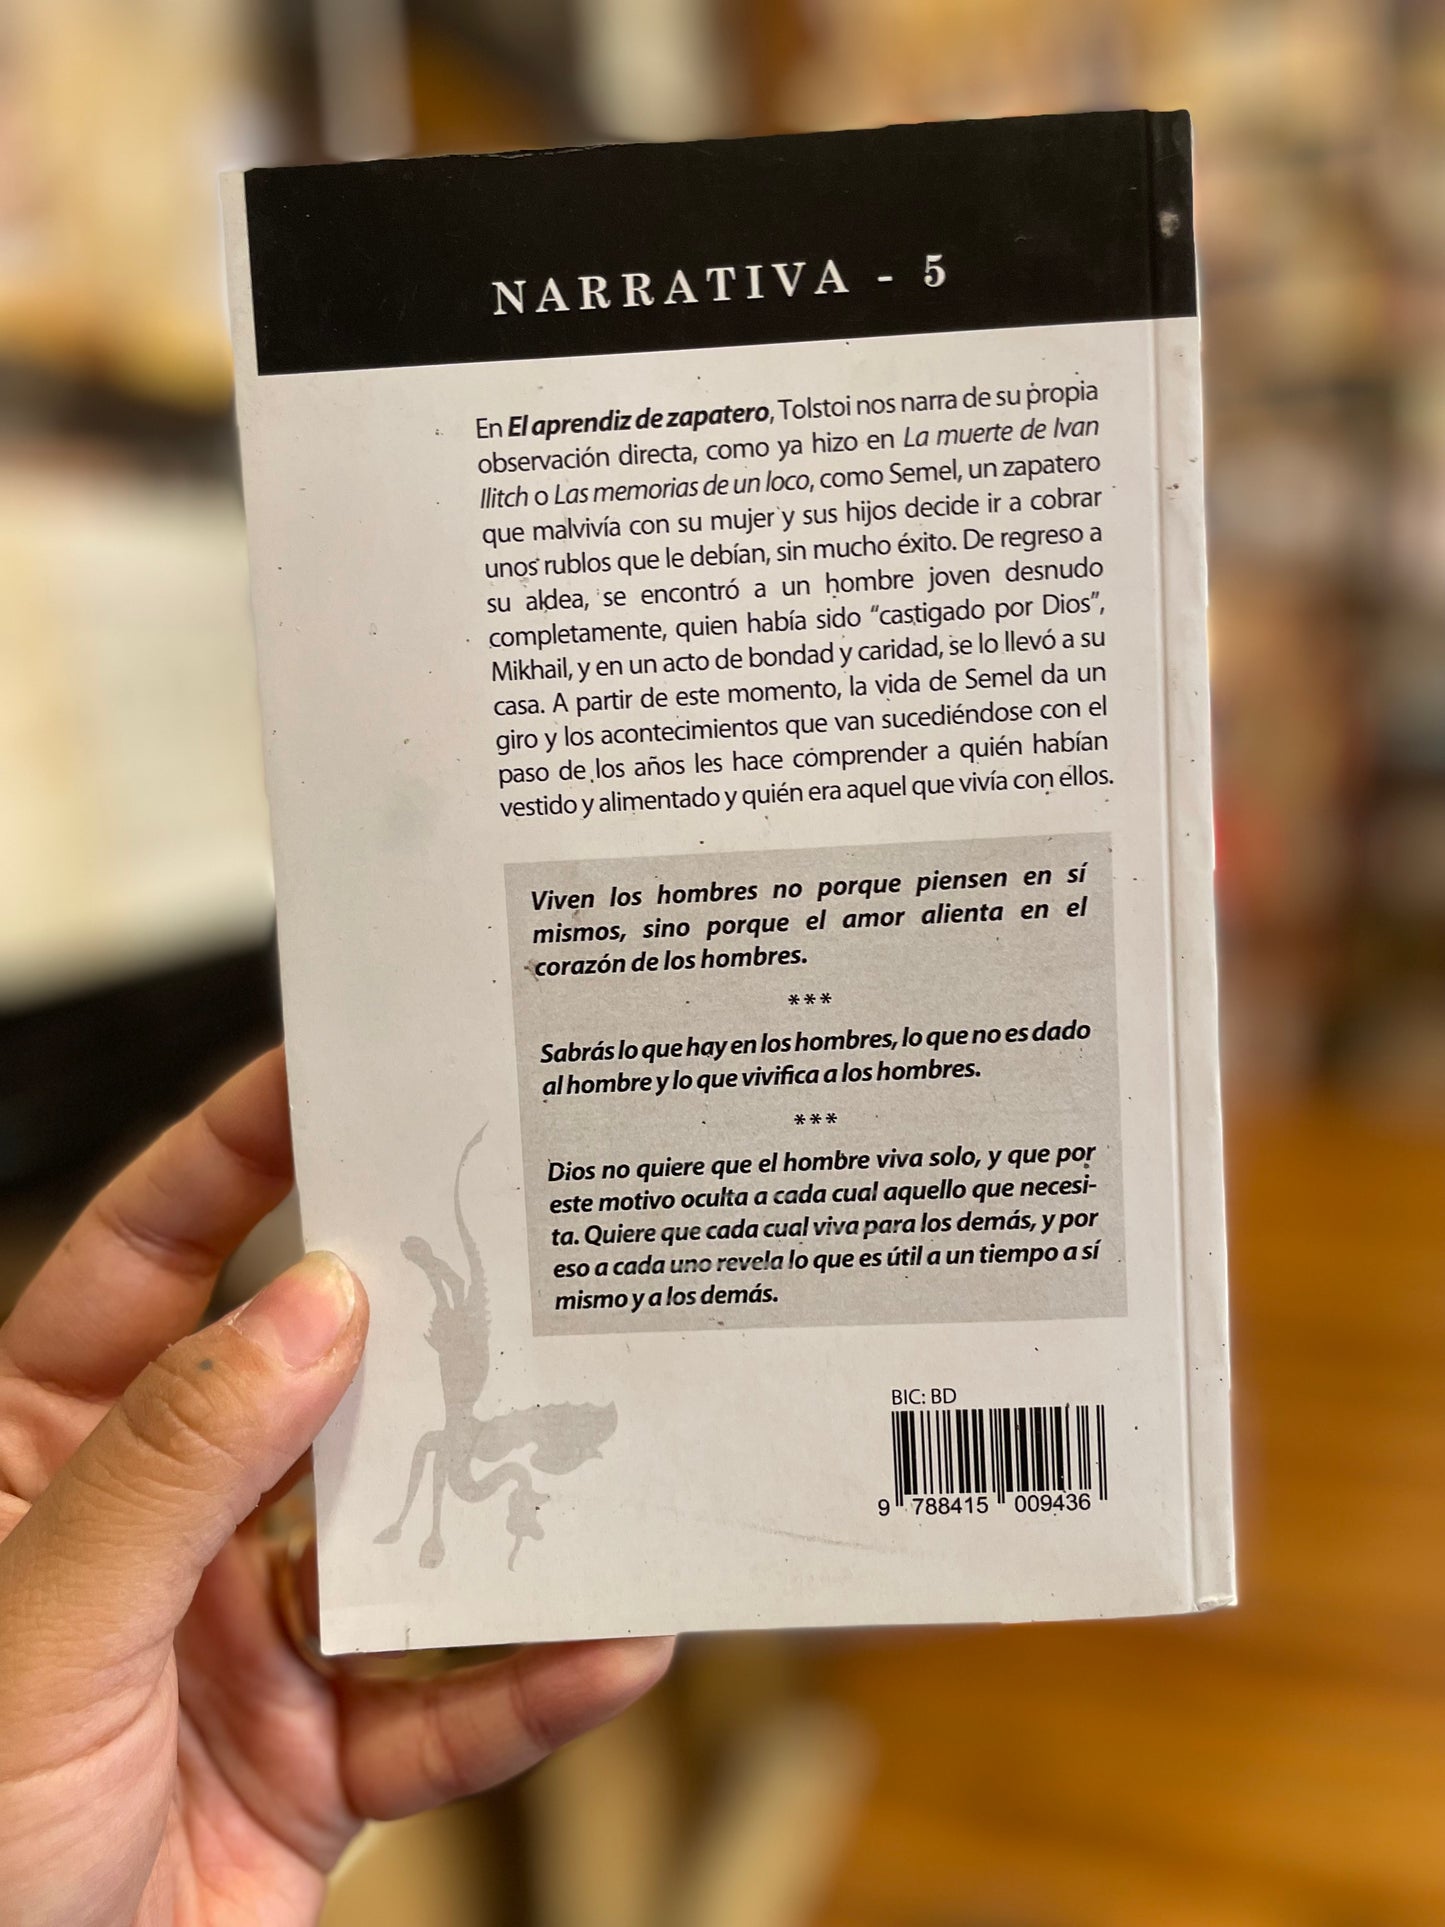 NARRATIVA - 5
En El aprendiz de zapatero, Tolstoi nos narra de su propia
observación directa, como ya hizo en La muerte de Ivan
Ilitch o Las memorias de un loco, como Semel, un zapatero
que malvivía con su mujer y sus hijos decide ir a cobrar
unos rublos que le debían, sin mucho éxito. De regreso a
su aldea, se encontró a un hombre joven desnudo
completamente, quien había sido “castigado por Dios”,
Mikhail, y en un acto de bondad y caridad, se lo llevó a su
casa. A partir de este momento, la vida de Semel da un
giro y los acontecimientos que van sucediéndose con el
paso de los años les hace comprender a quién habían
vestido y alimentado y quién era aquel que vivía con ellos.
Viven los hombres no porque piensen en sí
mismos, sino porque el amor alienta en el
corazón de los hombres.
***
Sabrás lo que hay en los hombres, lo que no es dado
al hombre y lo que vivifica a los hombres.
***
Dios no quiere que el hombre viva solo, y que por
este motivo oculta a cada cual aquello que necesi-
ta. Quiere que cada cual viva para los demás, y por
eso a cada uno revela lo que es útil a un tiempo a sí
mismo y a los demás.
BIC: BD
9 788415 009436